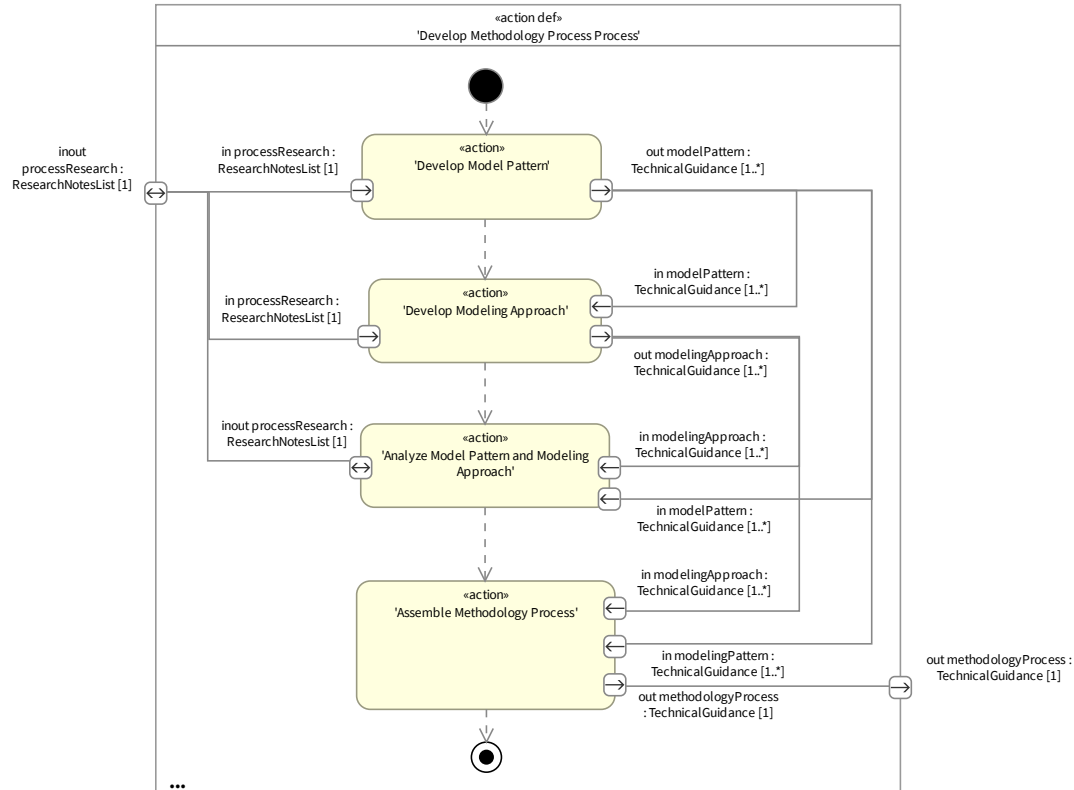 «action def»
'Develop Methodology Process Process'
inout
processResearch :
ResearchNotesList [1]
in processResearch :
ResearchNotesList [1]
«action»
'Develop Model Pattern'
out modelPattern :
TechnicalGuidance [1..*]
in modelPattern :
TechnicalGuidance [1..*]
in processResearch :
ResearchNotesList [1]
«action»
'Develop Modeling Approach'
out modelingApproach :
TechnicalGuidance [1..*]
inout processResearch :
ResearchNotesList [1]
«action»
'Analyze Model Pattern and Modeling
Approach'
in modelingApproach :
TechnicalGuidance [1..*]
in modelPattern :
TechnicalGuidance [1..*]
in modelingApproach :
TechnicalGuidance [1..*]
«action»
'Assemble Methodology Process'
in modelingPattern :
TechnicalGuidance [1..*]
out methodologyProcess
: TechnicalGuidance [1]
out methodologyProcess :
TechnicalGuidance [1]
•••